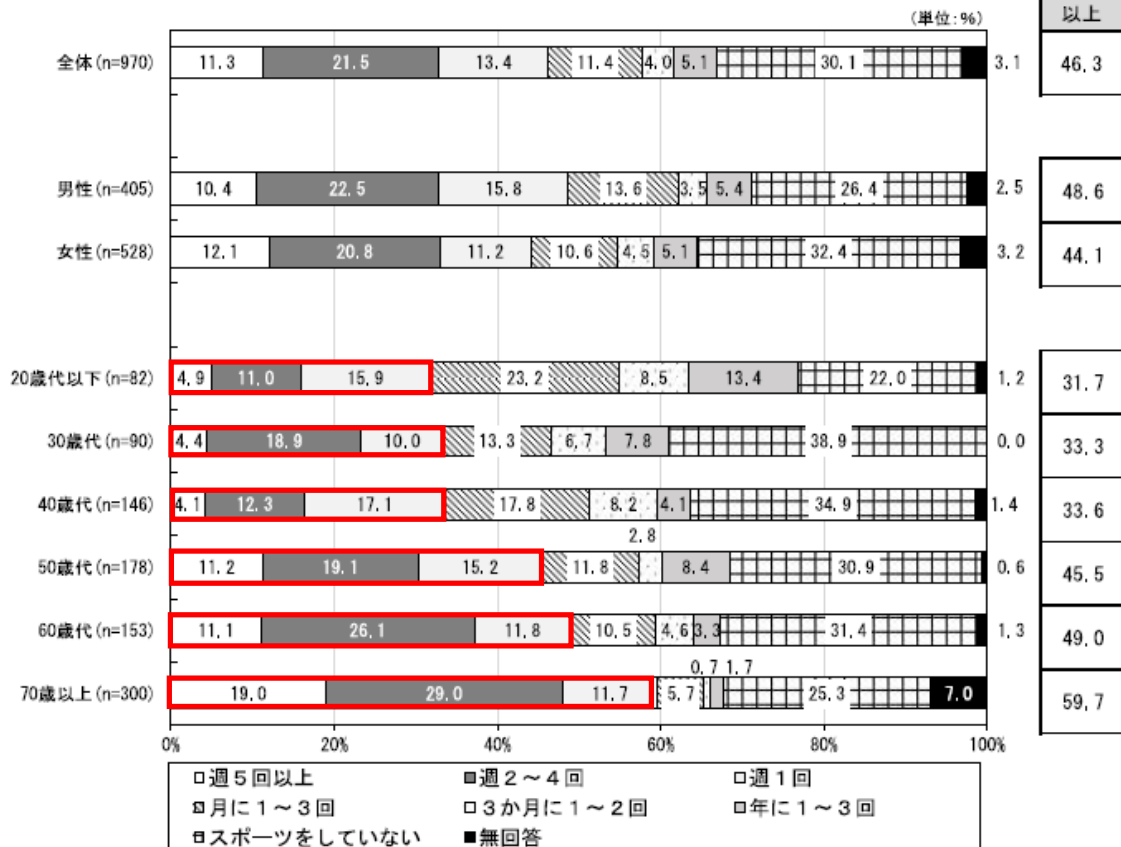 (単位:%)
以上
全体(n=970) 11.3 21.5 13.4 11.4 4.0 5.1 30.1 3.1 46.3
男性(n=405) 10.4 22.5 15.8 13.6 3.5 5.4 26.4 2.5 48.6
女性(n=528) 12.1 20.8 11.2 10.6 4.5 5.1 32.4 3.2 44.1
20歳代以下(n=82) 4.9 11.0 15.9 23.2 8.5 13.4 22.0 1.2 31.7
30歳代(n=90) 4.4 18.9 10.0 13.3 6.7 7.8 38.9 0.0 33.3
40歳代(n=146) 4.1 12.3 17.1 17.8 8.2 4.1 34.9 1.4 33.6
2.8
50歳代(n=178) 11.2 19.1 15.2 11.8 8.4 30.9 0.6 45.5
60歳代(n=153) 11.1 26.1 11.8 10.5 4.6 3.3 31.4 1.3 49.0
0.7 1.7
70歳以上(n=300) 19.0 29.0 11.7 5.7 25.3 7.0 59.7
0% 20% 40% 60% 80% 100%
週5回以上 週2~4回 週1回
月に1~3回 3か月に1~2回 年に1~3回
スポーツをしていない 無回答